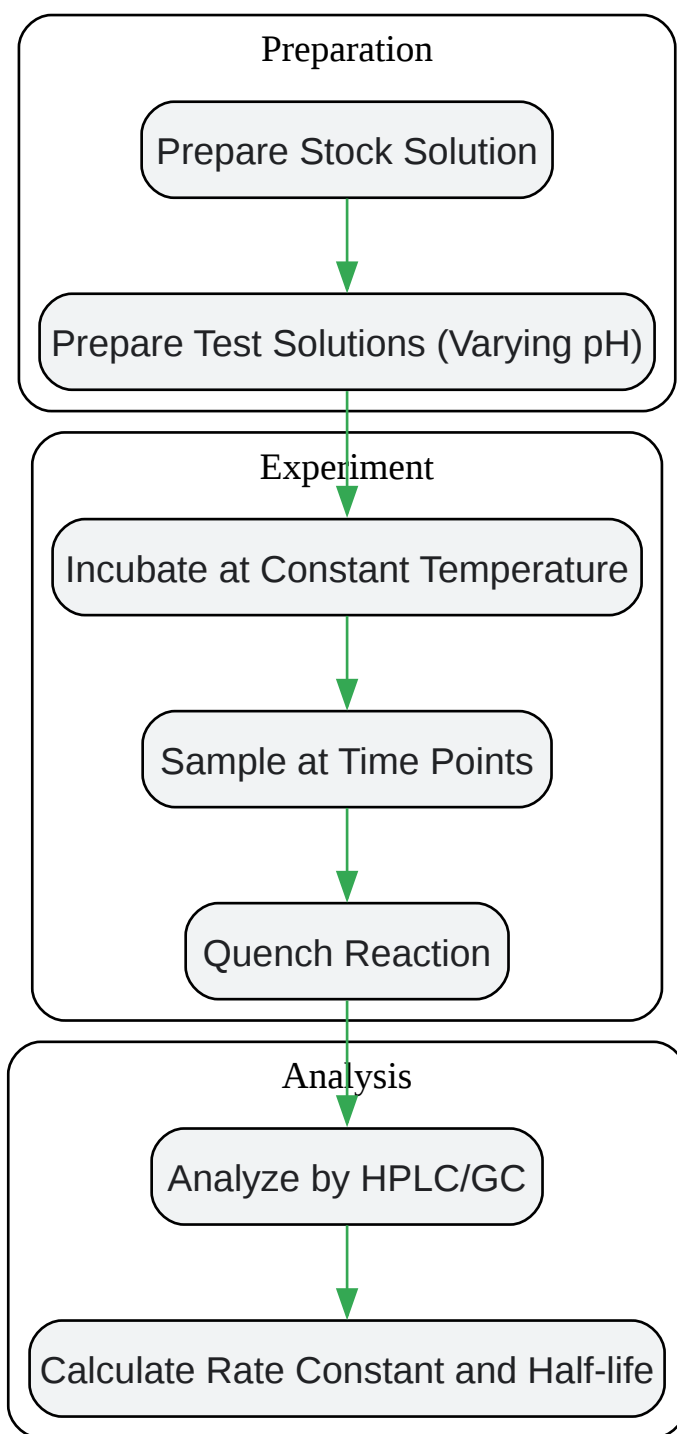 Preparation
Prepare Stock Solution
Prepare Test Solutions (Varying pH)
Experiment
Incubate at Constant Temperature
Sample at Time Points
Quench Reaction
Analysis
Analyze by HPLC/GC
Calculate Rate Constant and Half-life